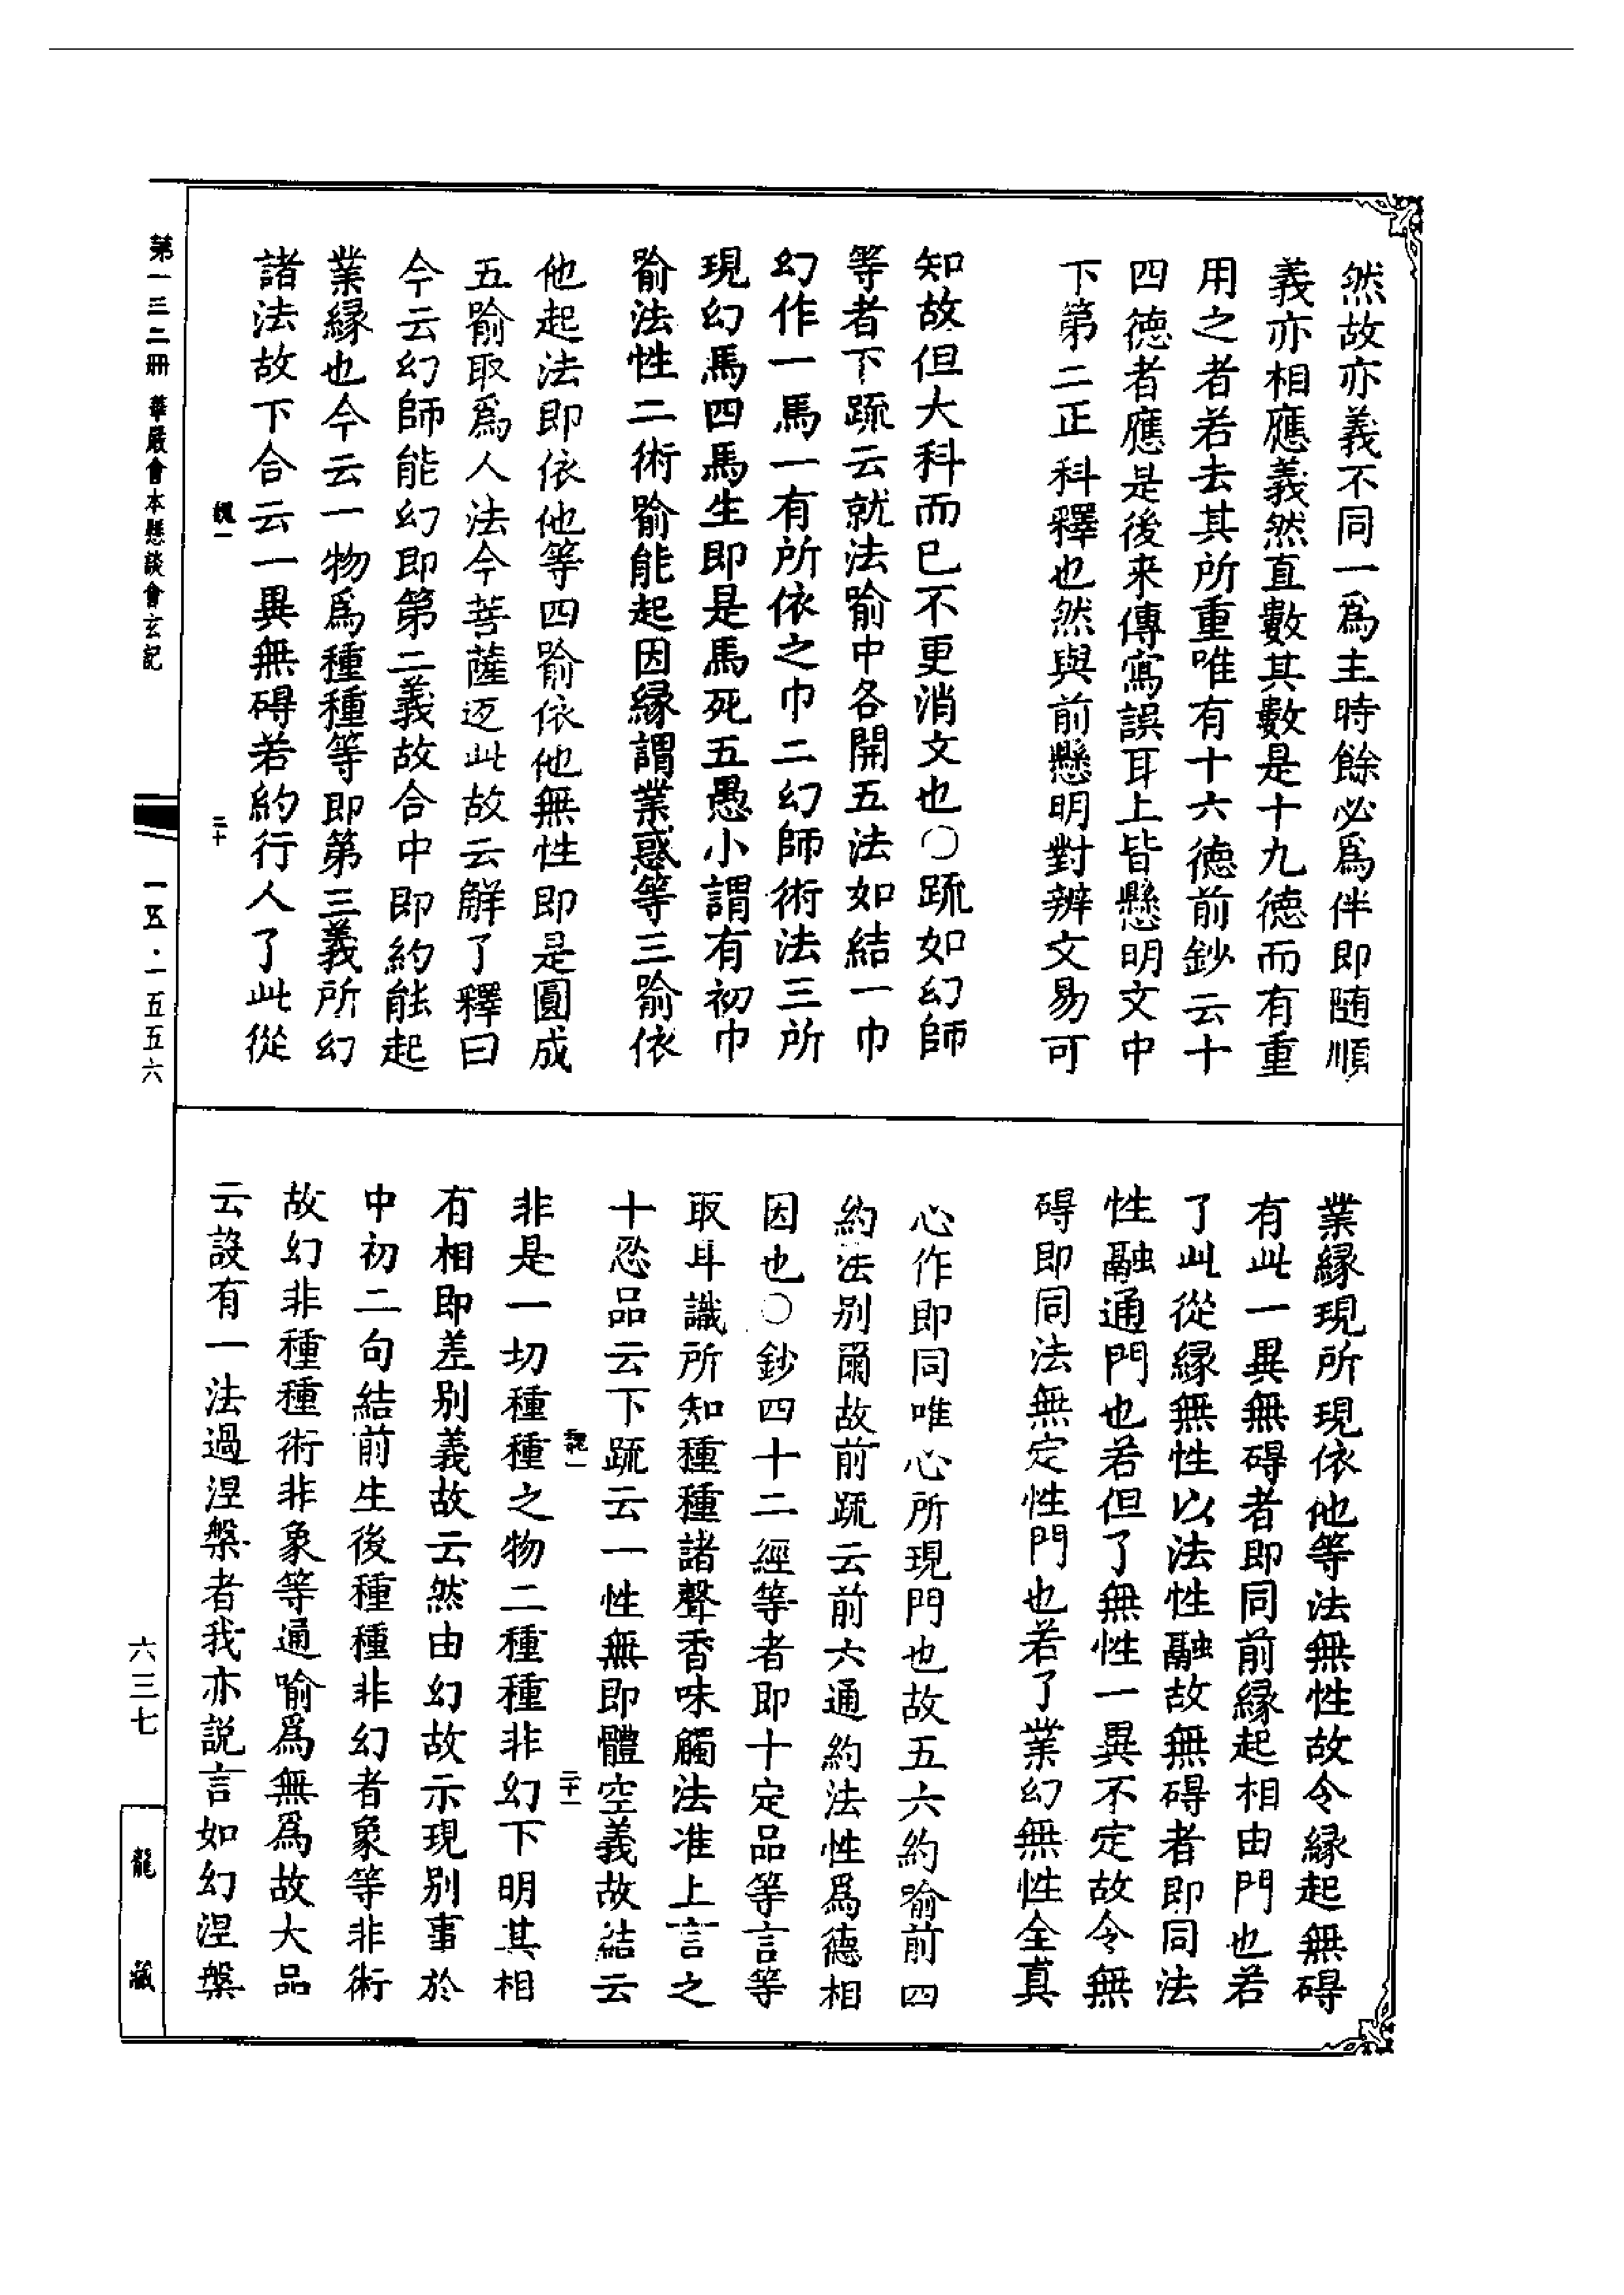 然故亦義不同一爲主時餘必爲伴即随順
義亦相應義然直數其數是十九德而有重
用之者若去其所重唯有十六德前鈔云十
四德者應是後来傳寫誤耳上皆懸明文中
下第二正科釋也然與前懸明對辨文易可
知故但大科而已不更消文也○䟽如幻師
等者下䟽云就法喻中各開五法如結一巾
幻作一馬一有所依之巾二幻師術法三所
現幻馬四馬生即是馬死五愚小謂有初巾
喻法性二術喻能起因縁謂業惑等三喻依
他起法即依他等四喻依他無性即是圓成
五喻取爲人法今菩薩迈此故云觧了釋曰
今云幻師能幻即第二義故合中即約能起
業縁也今云一物爲種種等即第三義所幻
諸法故下合云一異無碍若約行人了此從
業縁現所現依他等法無性故令縁起無碍
有此一異無碍者即同前縁起相由門也若
了此從縁無性以法性融故無碍者即同法
性融通門也若但了無性一異不定故令無
碍即同法無定性門也若了業幻無性全真
心作即同唯心所現門也故五六約喻前四
約法别爾故前䟽云前六通約法性爲德相
因也○鈔四十二經等者即十定品等言等
取耳識所知種種諸聲香味觸法准上言之
十忍品云下䟽云一性無即體空義故結云
非是一切種種之物二種種非幻下明其相
有相即差别義故云然由幻故示現别事於
中初二句結前生後種種非幻者象等非術
故幻非種種術非象等通喻爲無爲故大品
云設有一法過涅槃者我亦説言如幻涅槃
第一三二冊 華嚴會本懸談會玄記
一五·一五五六
六三七
龍藏
魏一
二十
魏一
二十一